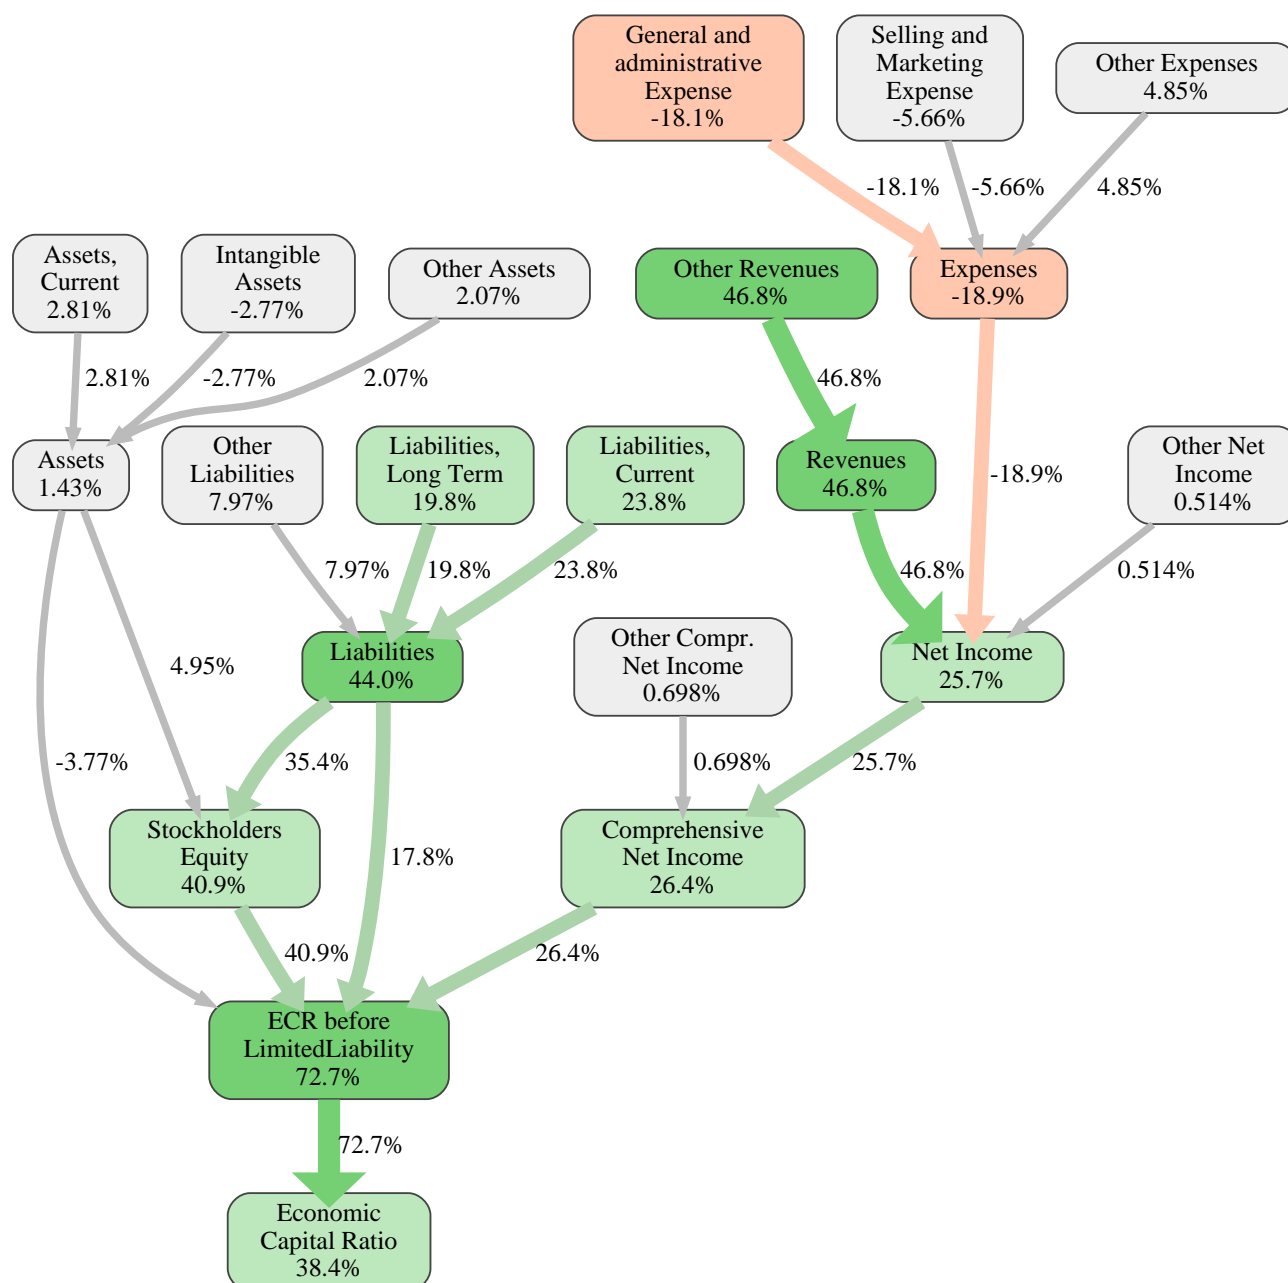 General and
administrative
Expense
-18.1%
Selling and
Marketing
Expense
-5.66%
Other Expenses
4.85%
-18.1%
-5.66%
4.85%
Assets,
Current
2.81%
Intangible
Assets
-2.77%
Other Assets
2.07%
Other Revenues
46.8%
Expenses
-18.9%
2.81%
-2.77%
2.07%
46.8%
Assets
1.43%
Other
Liabilities
7.97%
Liabilities,
Long Term
19.8%
Liabilities,
Current
23.8%
Revenues
46.8%
-18.9%
Other Net
Income
0.514%
7.97%
19.8%
23.8%
46.8%
0.514%
Liabilities
44.0%
Other Compr.
Net Income
0.698%
Net Income
25.7%
4.95%
-3.77%
35.4%
0.698%
25.7%
Stockholders
Equity
40.9%
17.8%
Comprehensive
Net Income
26.4%
40.9%
26.4%
ECR before
LimitedLiability
72.7%
72.7%
Economic
Capital Ratio
38.4%